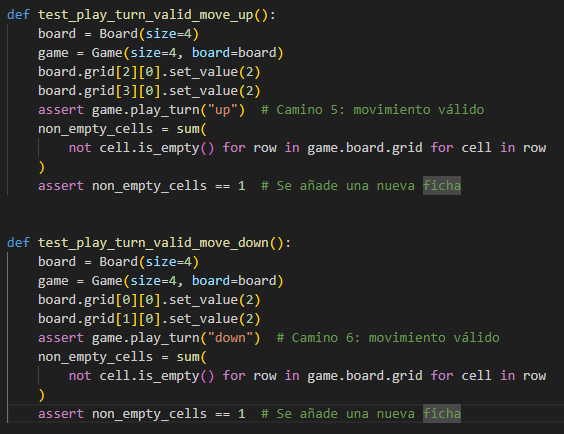 def test_play_turn_valid_move_up():
    board = Board(size=4)
    game = Game(size=4, board=board)
    board.grid[2][0].set_value(2)
    board.grid[3][0].set_value(2)
    assert game.play_turn("up")  # Camino 5: movimiento válido
    non_empty_cells = sum(
        not cell.is_empty() for row in game.board.grid for cell in row
    )
    assert non_empty_cells == 1  # Se añade una nueva ficha
def test_play_turn_valid_move_down():
    board = Board(size=4)
    game = Game(size=4, board=board)
    board.grid[0][0].set_value(2)
    board.grid[1][0].set_value(2)
    assert game.play_turn("down")  # Camino 6: movimiento válido
    non_empty_cells = sum(
        not cell.is_empty() for row in game.board.grid for cell in row
    )
    assert non_empty_cells == 1  # Se añade una nueva ficha